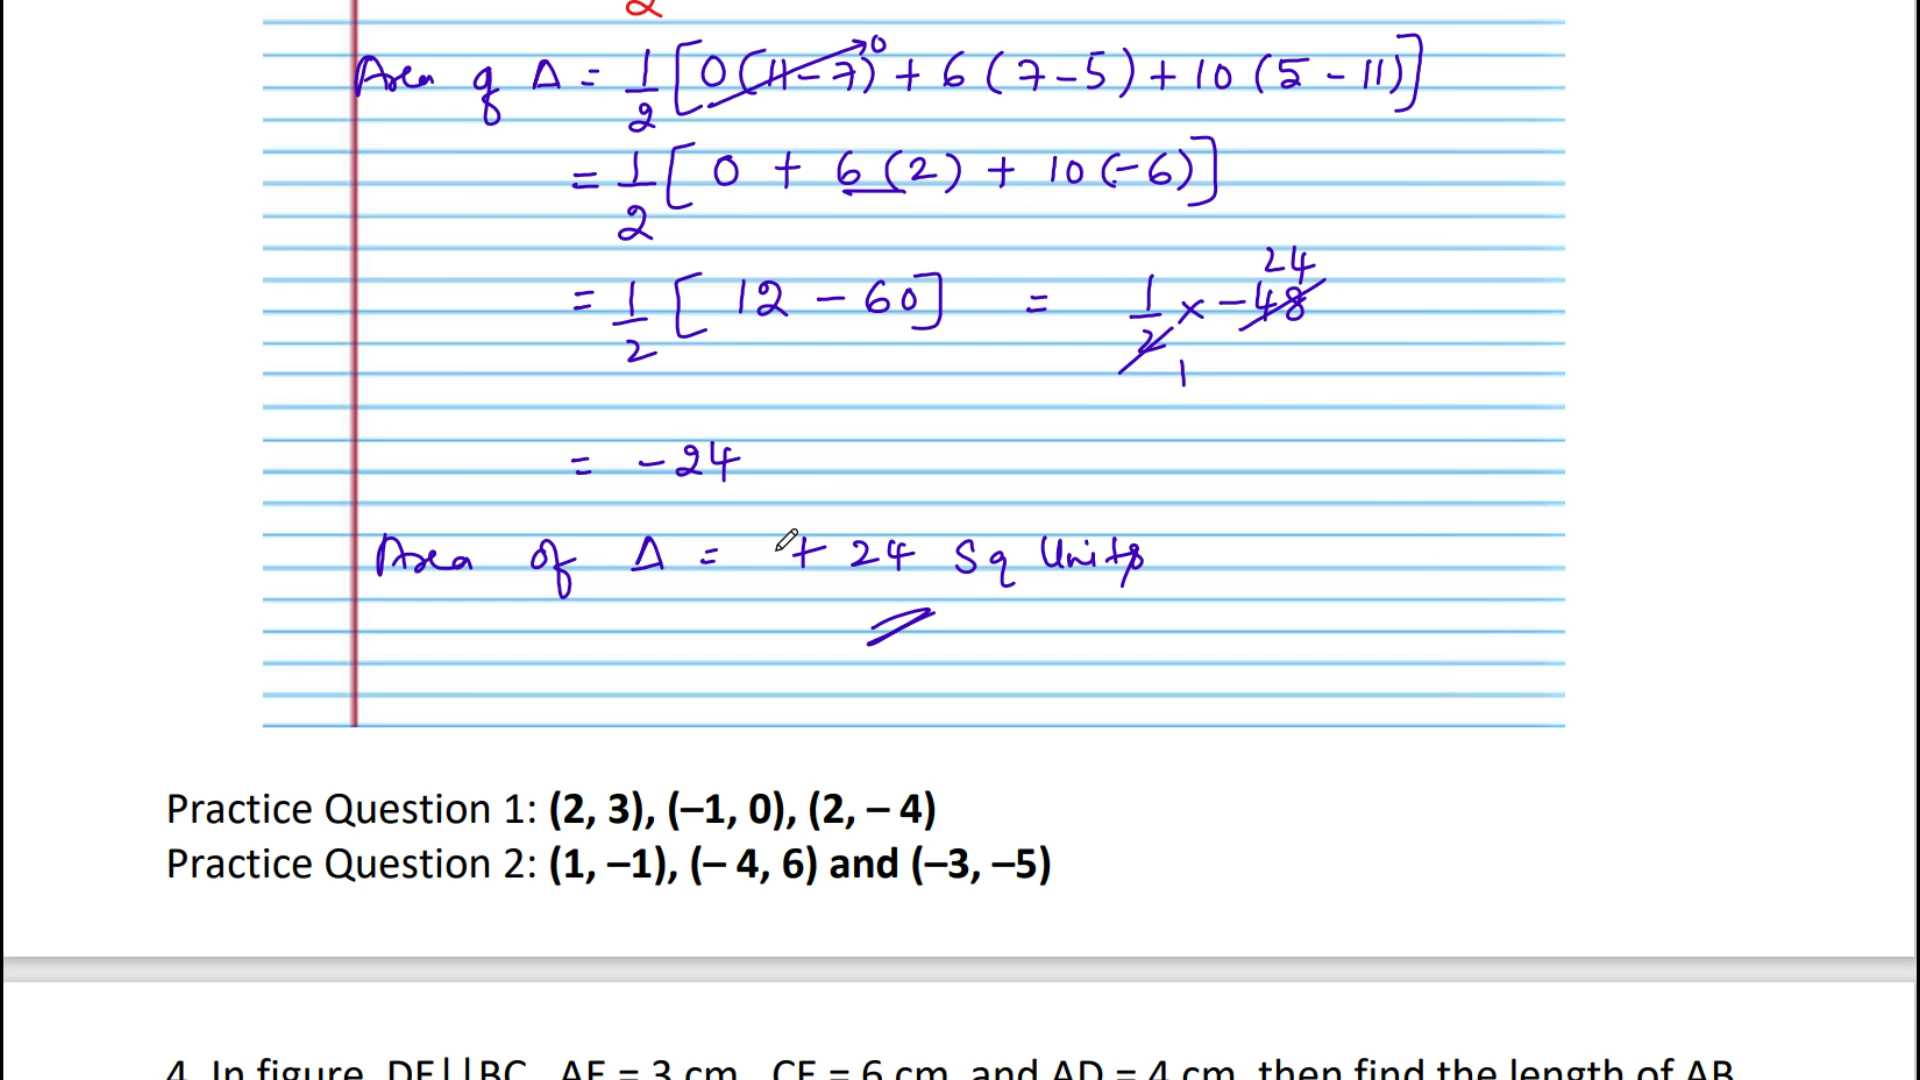 2
Area of Δ = 1/2 [0(11-7)⁰ + 6(7-5) + 10(5-11)]
= 1/2 [0 + 6(2) + 10(-6)]
= 1/2 [12 - 60] = 1/2 x -48 24 1
= -24
Area of Δ = +24 Sq Units
Practice Question 1: (2, 3), (–1, 0), (2, – 4)
Practice Question 2: (1, –1), (– 4, 6) and (–3, –5)
4. In figure, DE||BC, AE = 3 cm, CE = 6 cm, and AD = 4 cm, then find the length of AB